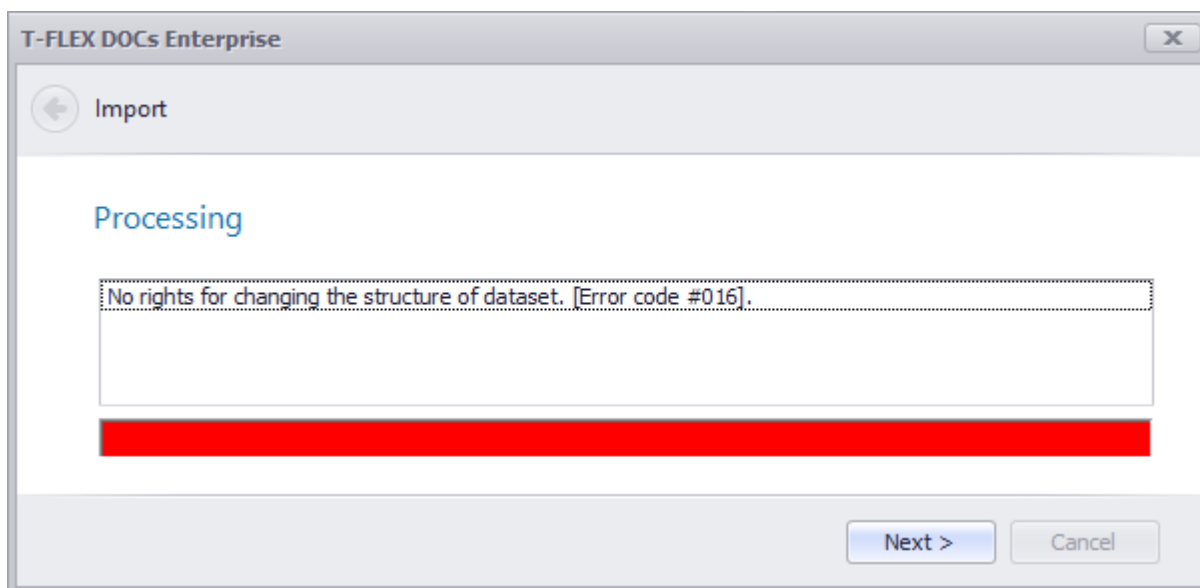 T-FLEX DOCs Enterprise
Import
Processing
No rights for changing the structure of dataset. [Error code #016].
Next >
Cancel